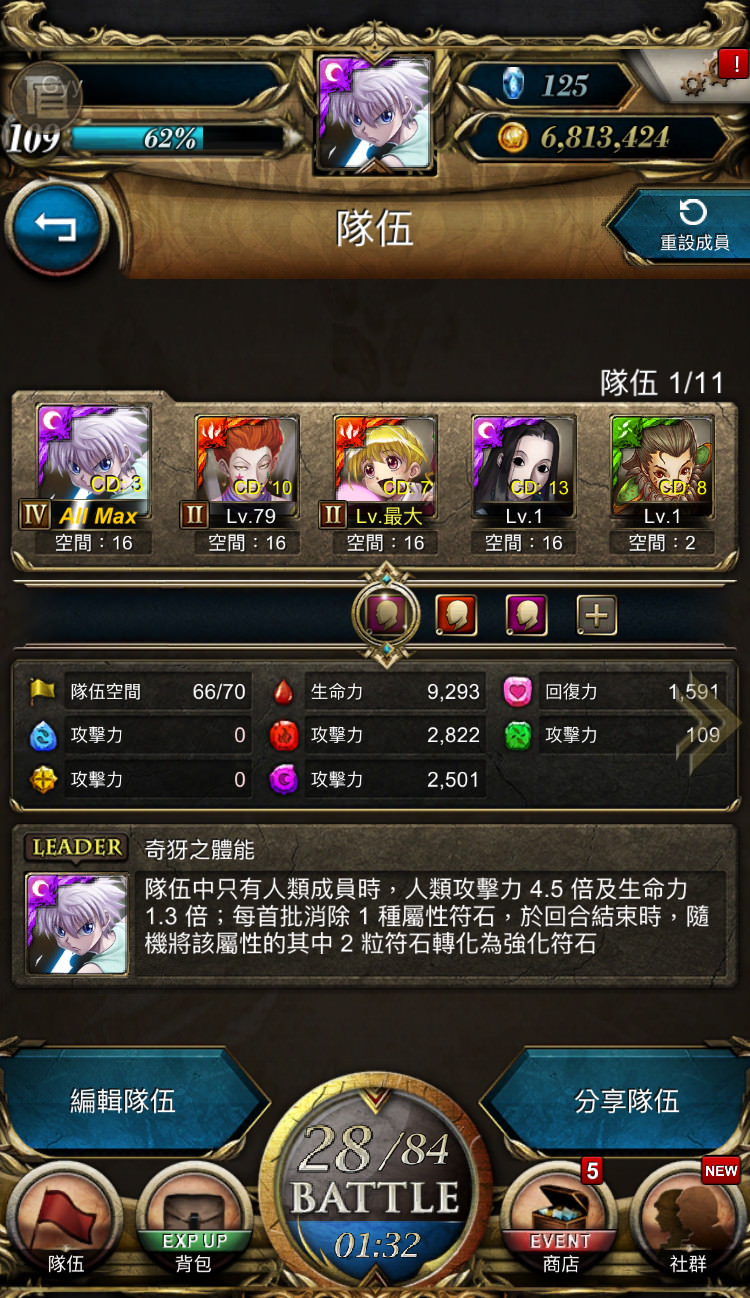 Gyy
125
!
109
62%
6,813,424
隊伍
重設成員
隊伍 1/11
CD: 3
CD: 10
CD: 7
CD: 13
CD: 8
IV All Max
II Lv.79
II Lv.最大
Lv.1
Lv.1
空間：16
空間：16
空間：16
空間：16
空間：2
隊伍空間 66/70
生命力 9,293
回復力 1,591
攻擊力 0
攻擊力 2,822
攻擊力 109
攻擊力 0
攻擊力 2,501
LEADER 奇犽之體能
隊伍中只有人類成員時，人類攻擊力 4.5 倍及生命力
1.3 倍；每首批消除 1 種屬性符石，於回合結束時，隨
機將該屬性的其中 2 粒符石轉化為強化符石
編輯隊伍
分享隊伍
28/84
BATTLE
01:32
隊伍
EXP UP
背包
5
EVENT
商店
NEW
社群